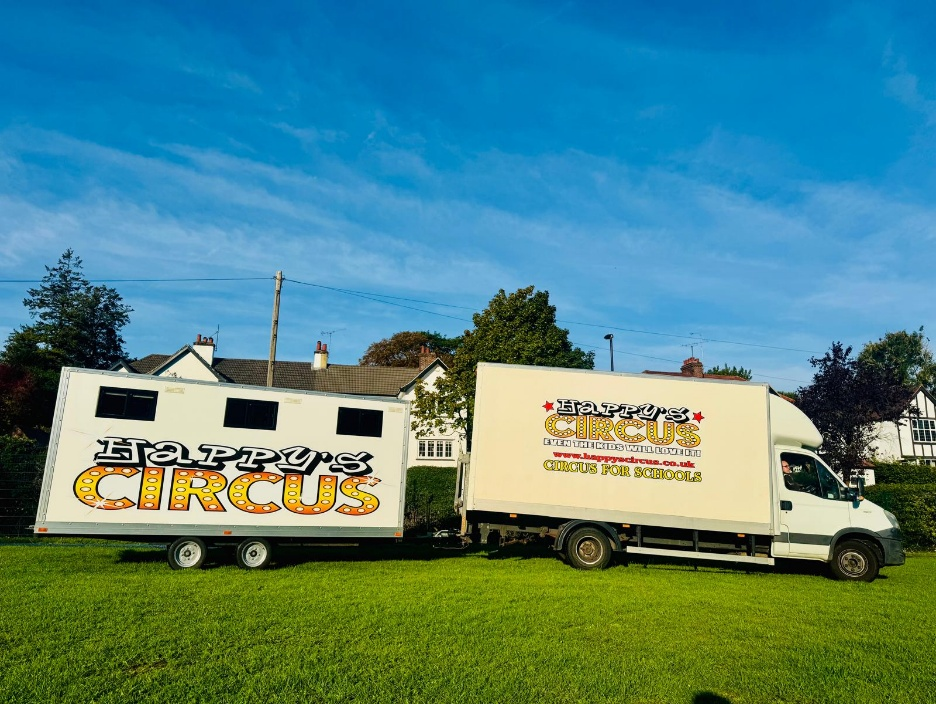 Happy's
CIRCUS
Happy's
CIRCUS
EVEN THE KIDS WILL LOVE IT!
www.happyscircus.co.uk
CIRCUS FOR SCHOOLS